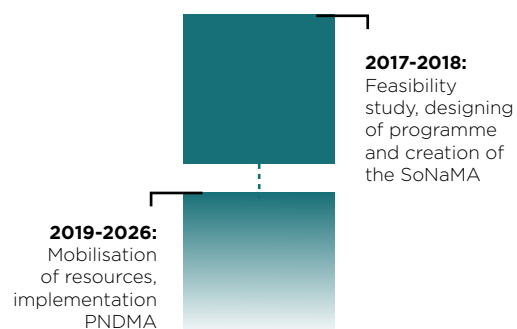 2017-2018:
Feasibility
study, designing
of programme
and creation of
the SoNaMA
2019-2026:
Mobilisation
of resources,
implementation
PNDMA